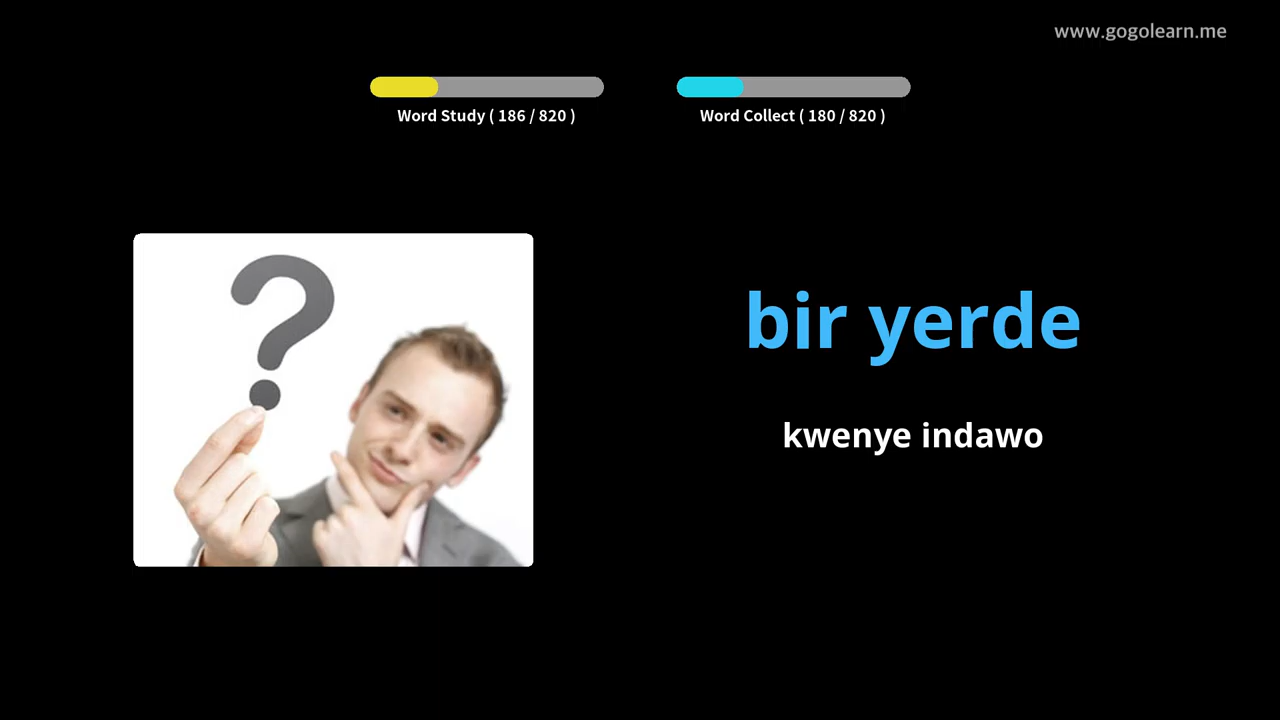 www.gogolearn.me
Word Study ( 186 / 820 )
Word Collect ( 180 / 820 )
bir yerde
kwenye indawo